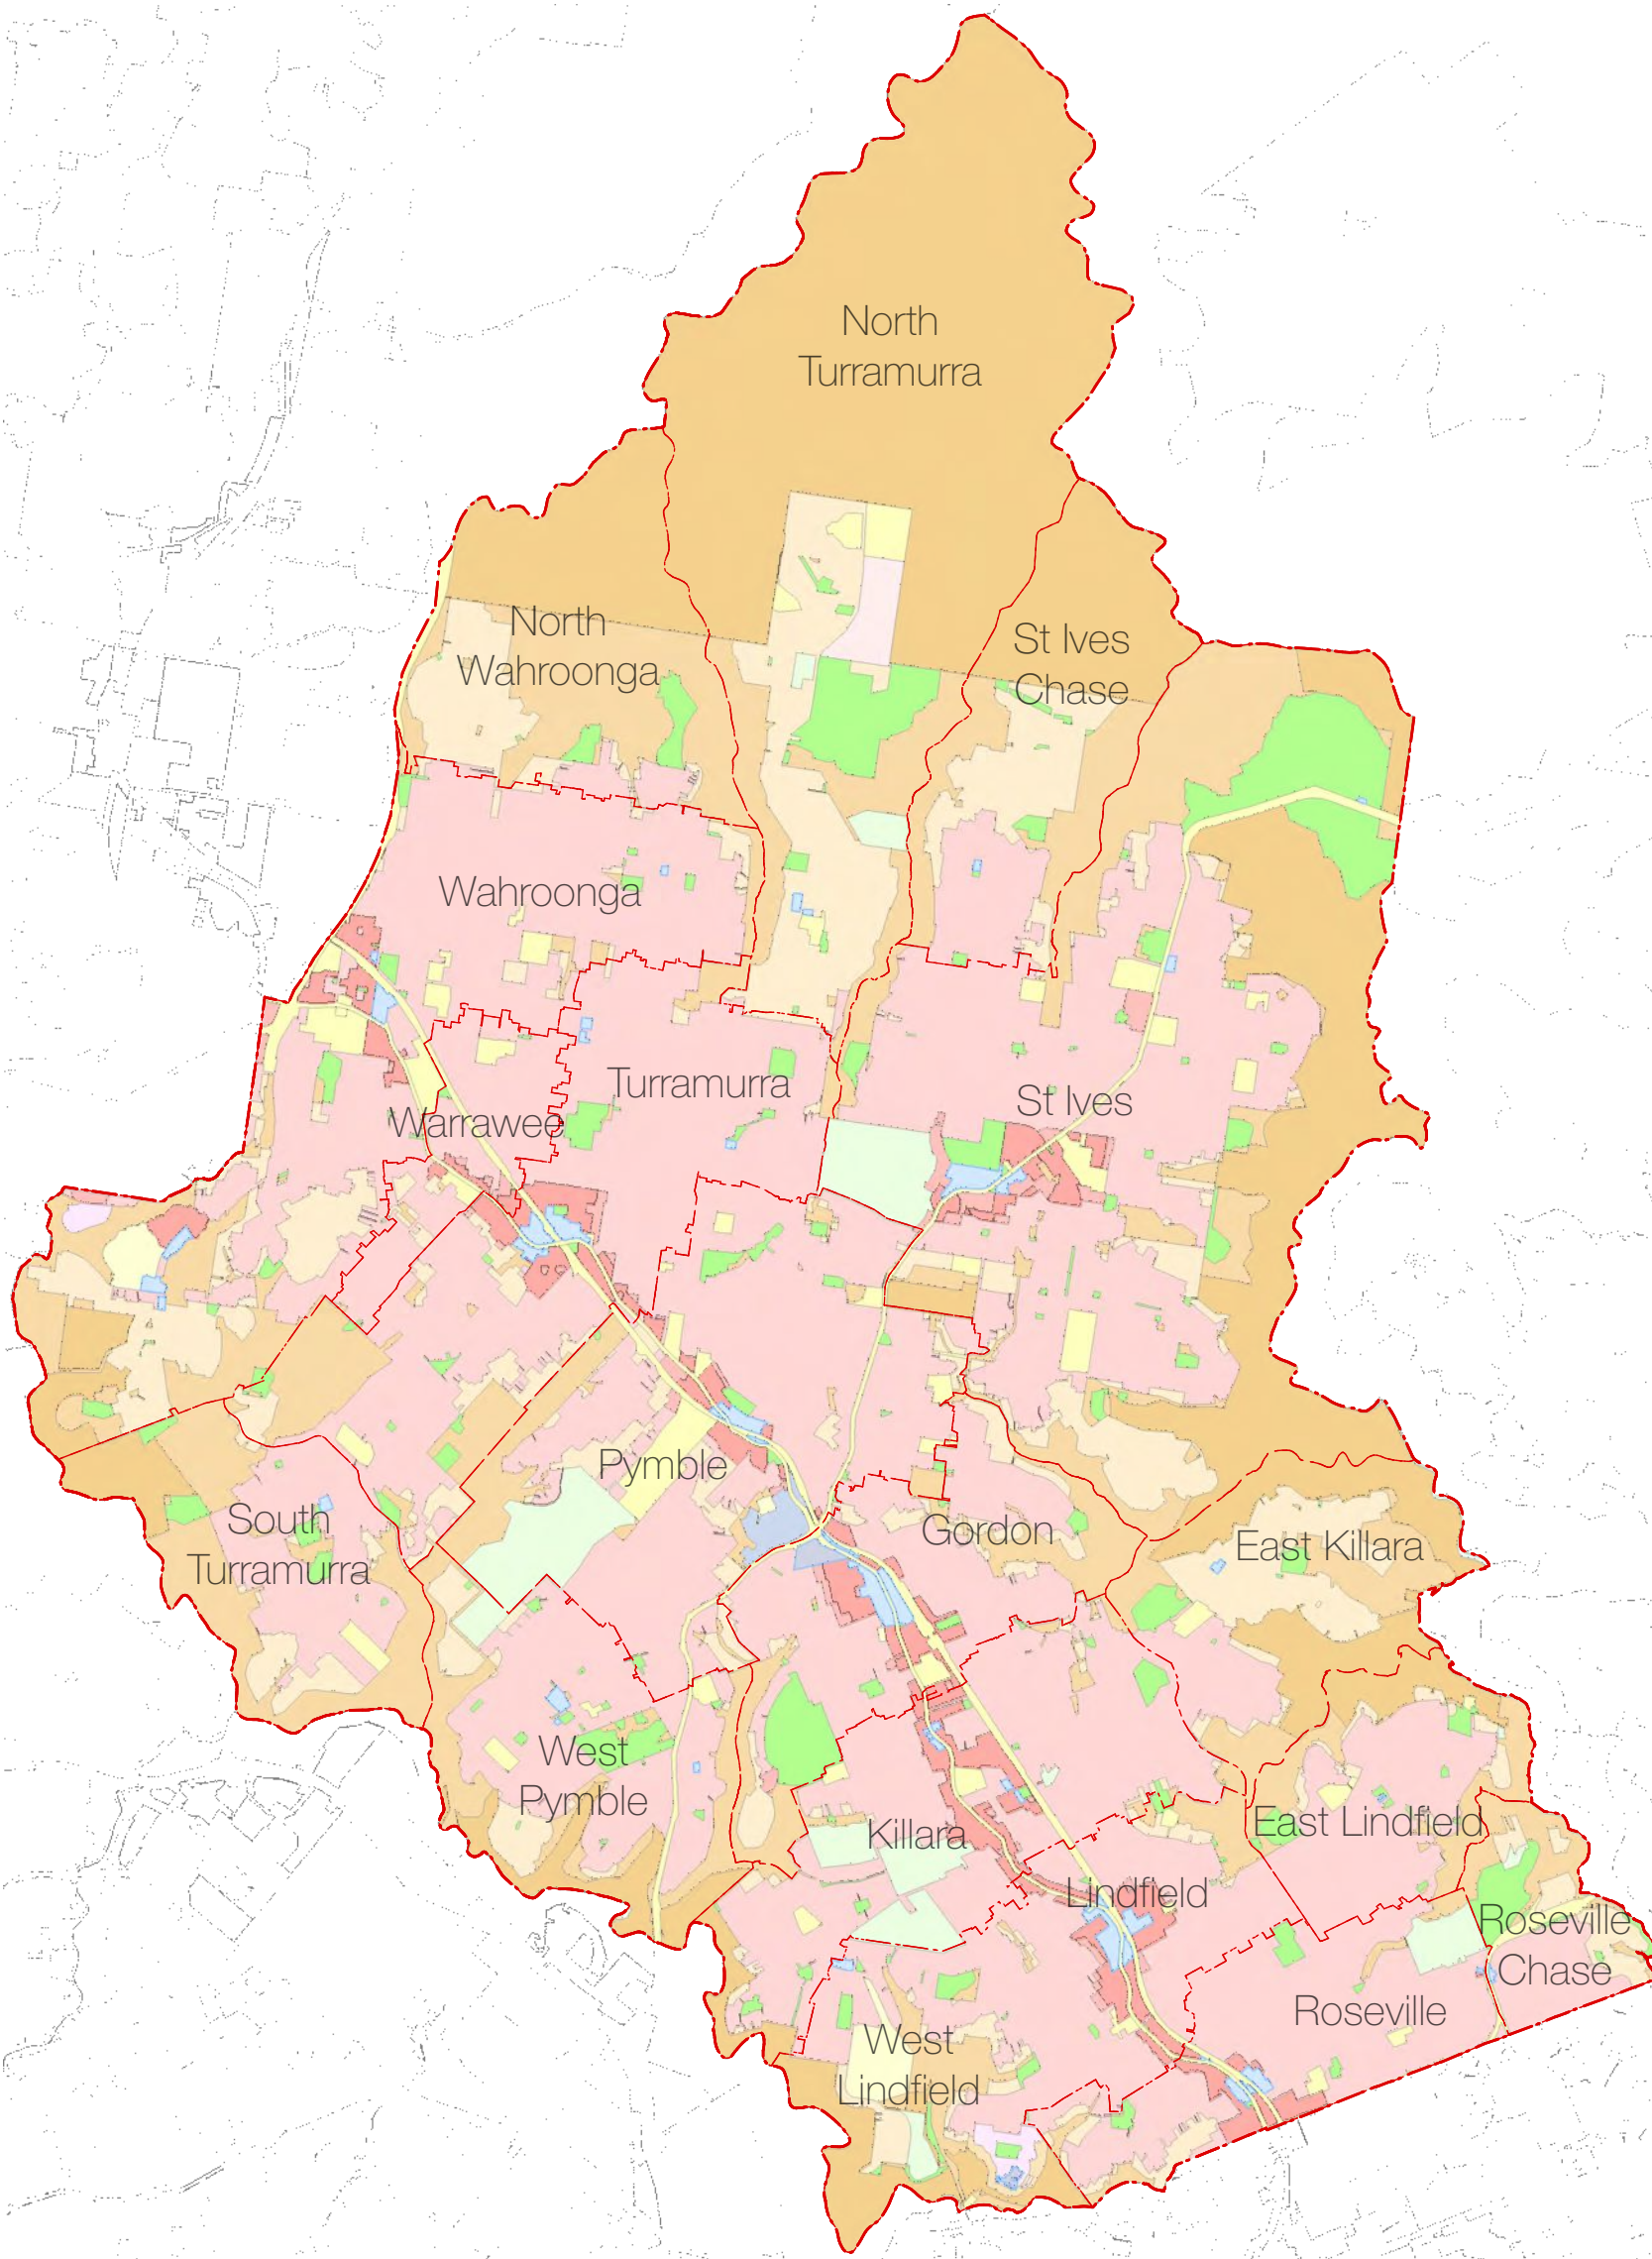 North
Turramurra
North
Wahroonga
St Ives
Chase
Wahroonga
Turramurra
St Ives
Warrawee
Pymble
South
Turramurra
Gordon
East Killara
West
Pymble
Killara
East Lindfield
Lindfield
Roseville
Chase
Roseville
West
Lindfield